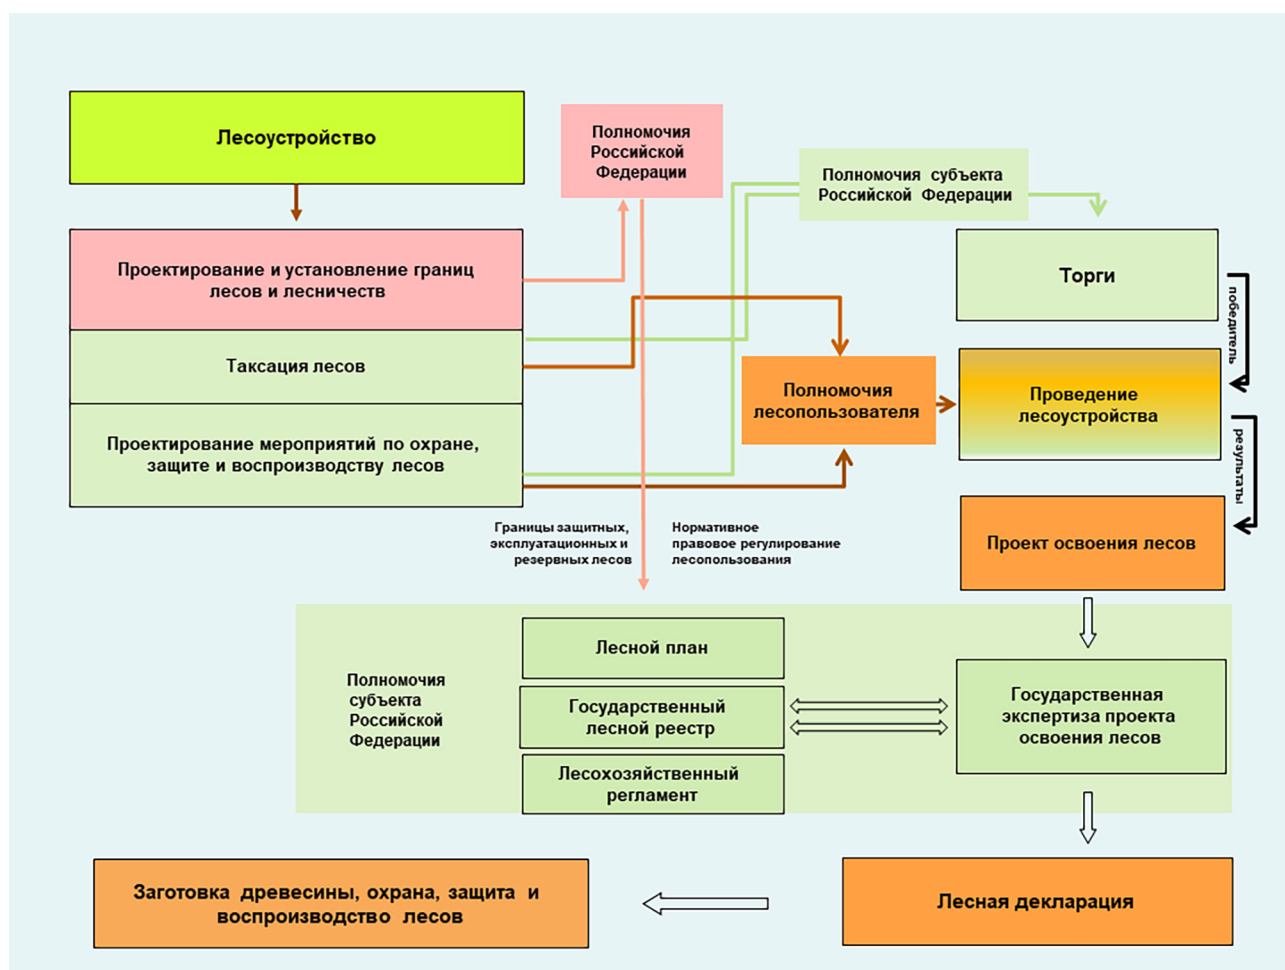 Лесоустройство
Полномочия
Российской
Федерации
Полномочия субъекта
Российской Федерации
Проектирование и установление границ
лесов и лесничеств
Торги
победитель
Таксация лесов
Полномочия
лесопользователя
Проведение
лесоустройства
Проектирование мероприятий по охране,
защите и воспроизводству лесов
результаты
Границы защитных,
эксплуатационных и
резервных лесов
Нормативное
правовое регулирование
лесопользования
Проект освоения лесов
Полномочия
субъекта
Российской
Федерации
Лесной план
Государственный
лесной реестр
Лесохозяйственный
регламент
Государственная
экспертиза проекта
освоения лесов
Заготовка древесины, охрана, защита и
воспроизводство лесов
Лесная декларация